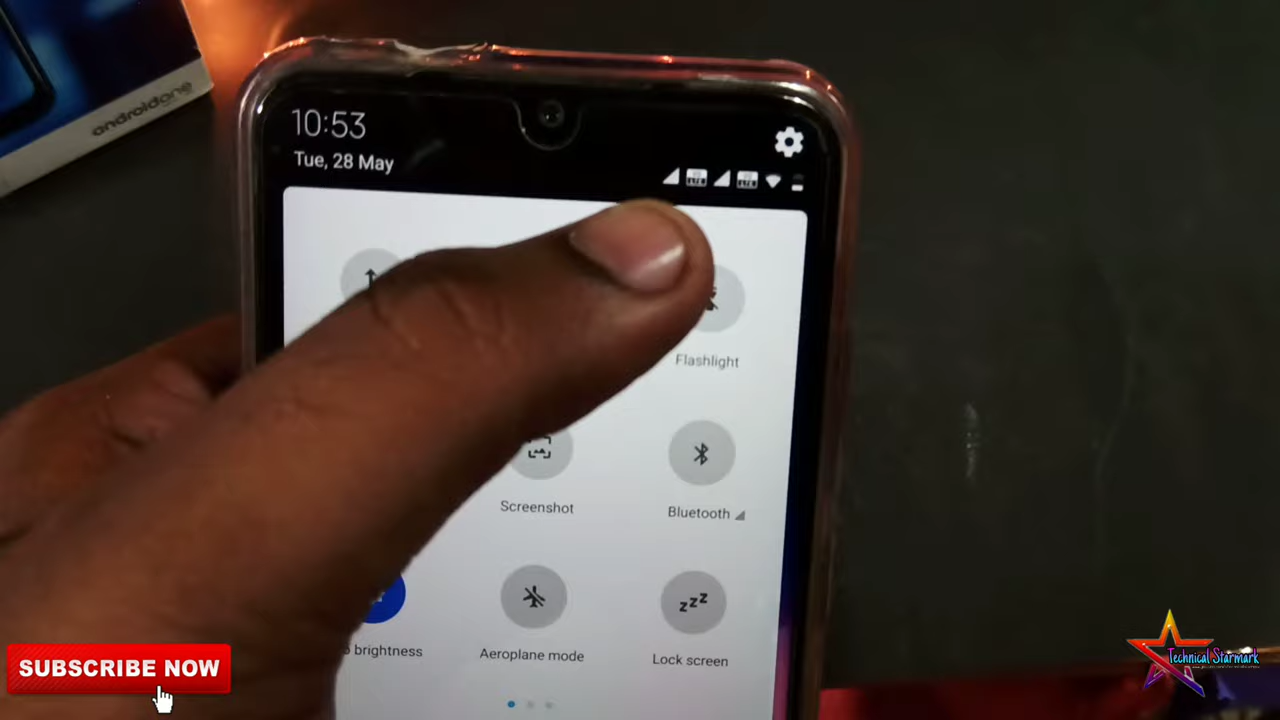 androidone
10:53
Tue, 28 May
Flashlight
Screenshot
Bluetooth
brightness
Aeroplane mode
Lock screen
SUBSCRIBE NOW
Technical Starmark